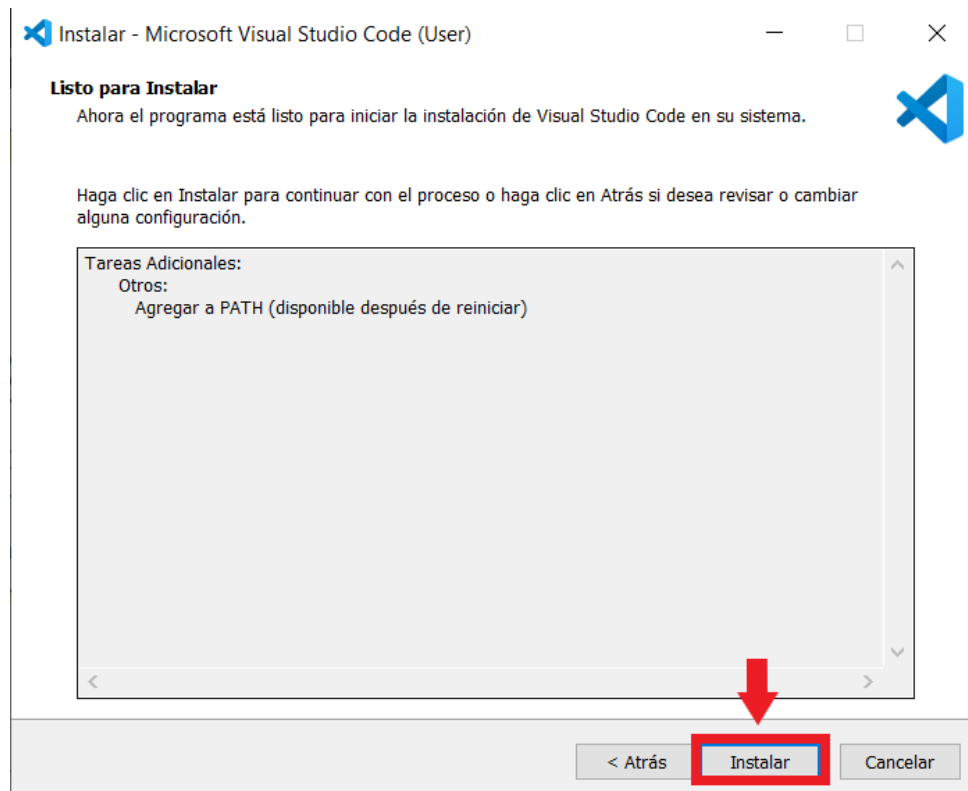 Instalar - Microsoft Visual Studio Code (User)
Listo para Instalar
Ahora el programa está listo para iniciar la instalación de Visual Studio Code en su sistema.
Haga clic en Instalar para continuar con el proceso o haga clic en Atrás si desea revisar o cambiar
alguna configuración.
Tareas Adicionales:
Otros:
Agregar a PATH (disponible después de reiniciar)
< Atrás
Instalar
Cancelar